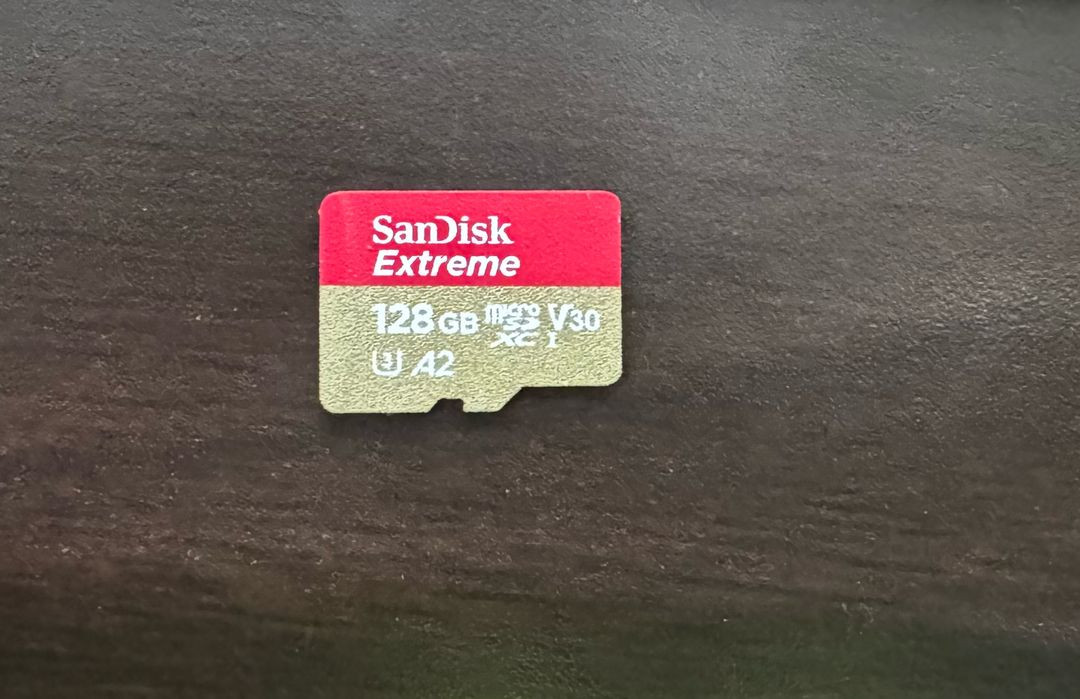 SanDisk
Extreme
128GB micro SD XC I V30
U3 A2